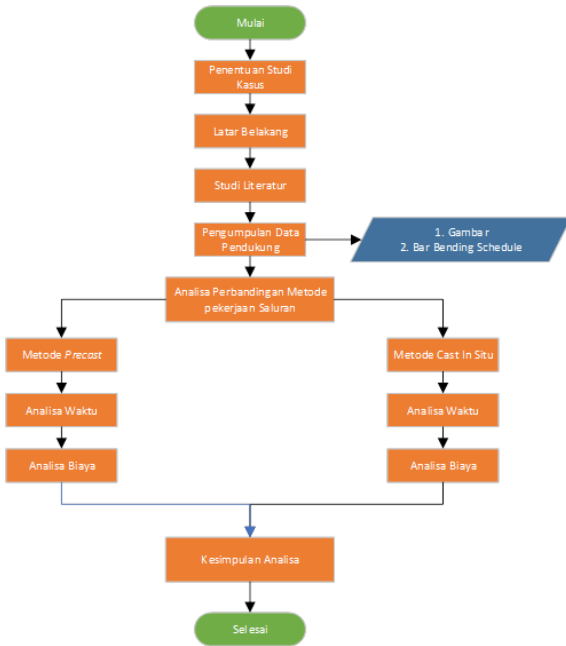 Mulai
Penentuan Studi
Kasus
Latar Belakang
Studi Literatur
Pengumpulan Data
Pendukung
1. Gambar
2. Bar Bending Schedule
Analisa Perbandingan Metode
pekerjaan Saluran
Metode Precast
Analisa Waktu
Analisa Biaya
Metode Cast In Situ
Analisa Waktu
Analisa Biaya
Kesimpulan Analisa
Selesai